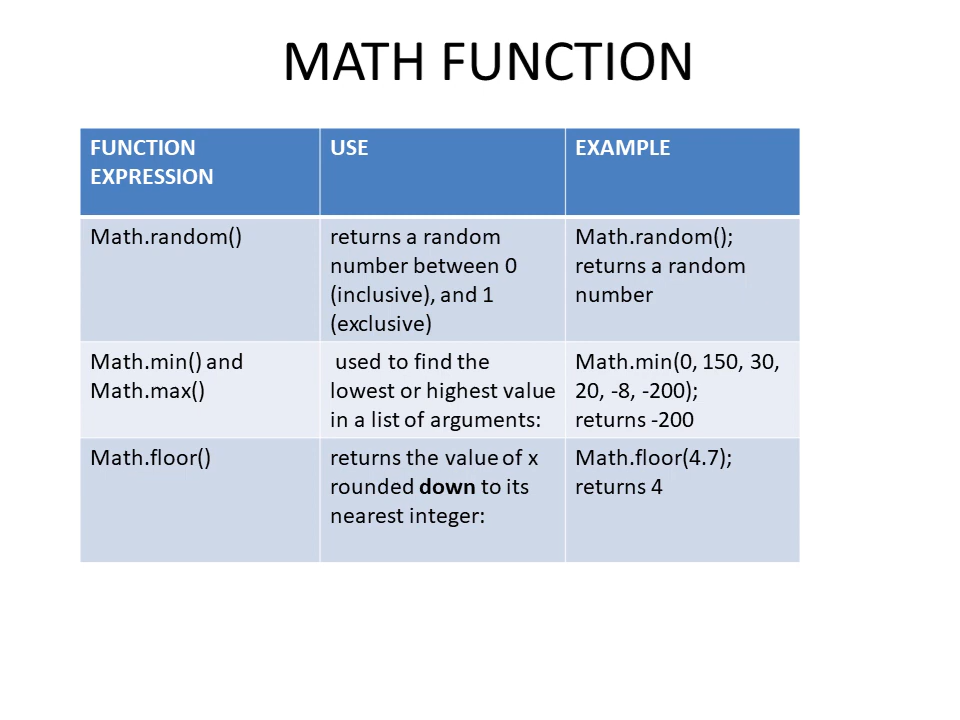 MATH FUNCTION
FUNCTION
EXPRESSION
USE
EXAMPLE
Math.random()
returns a random
number between 0
(inclusive), and 1
(exclusive)
Math.random();
returns a random
number
Math.min() and
Math.max()
used to find the
lowest or highest value
in a list of arguments:
Math.min(0, 150, 30,
20, -8, -200);
returns -200
Math.floor()
returns the value of x
rounded down to its
nearest integer:
Math.floor(4.7);
returns 4